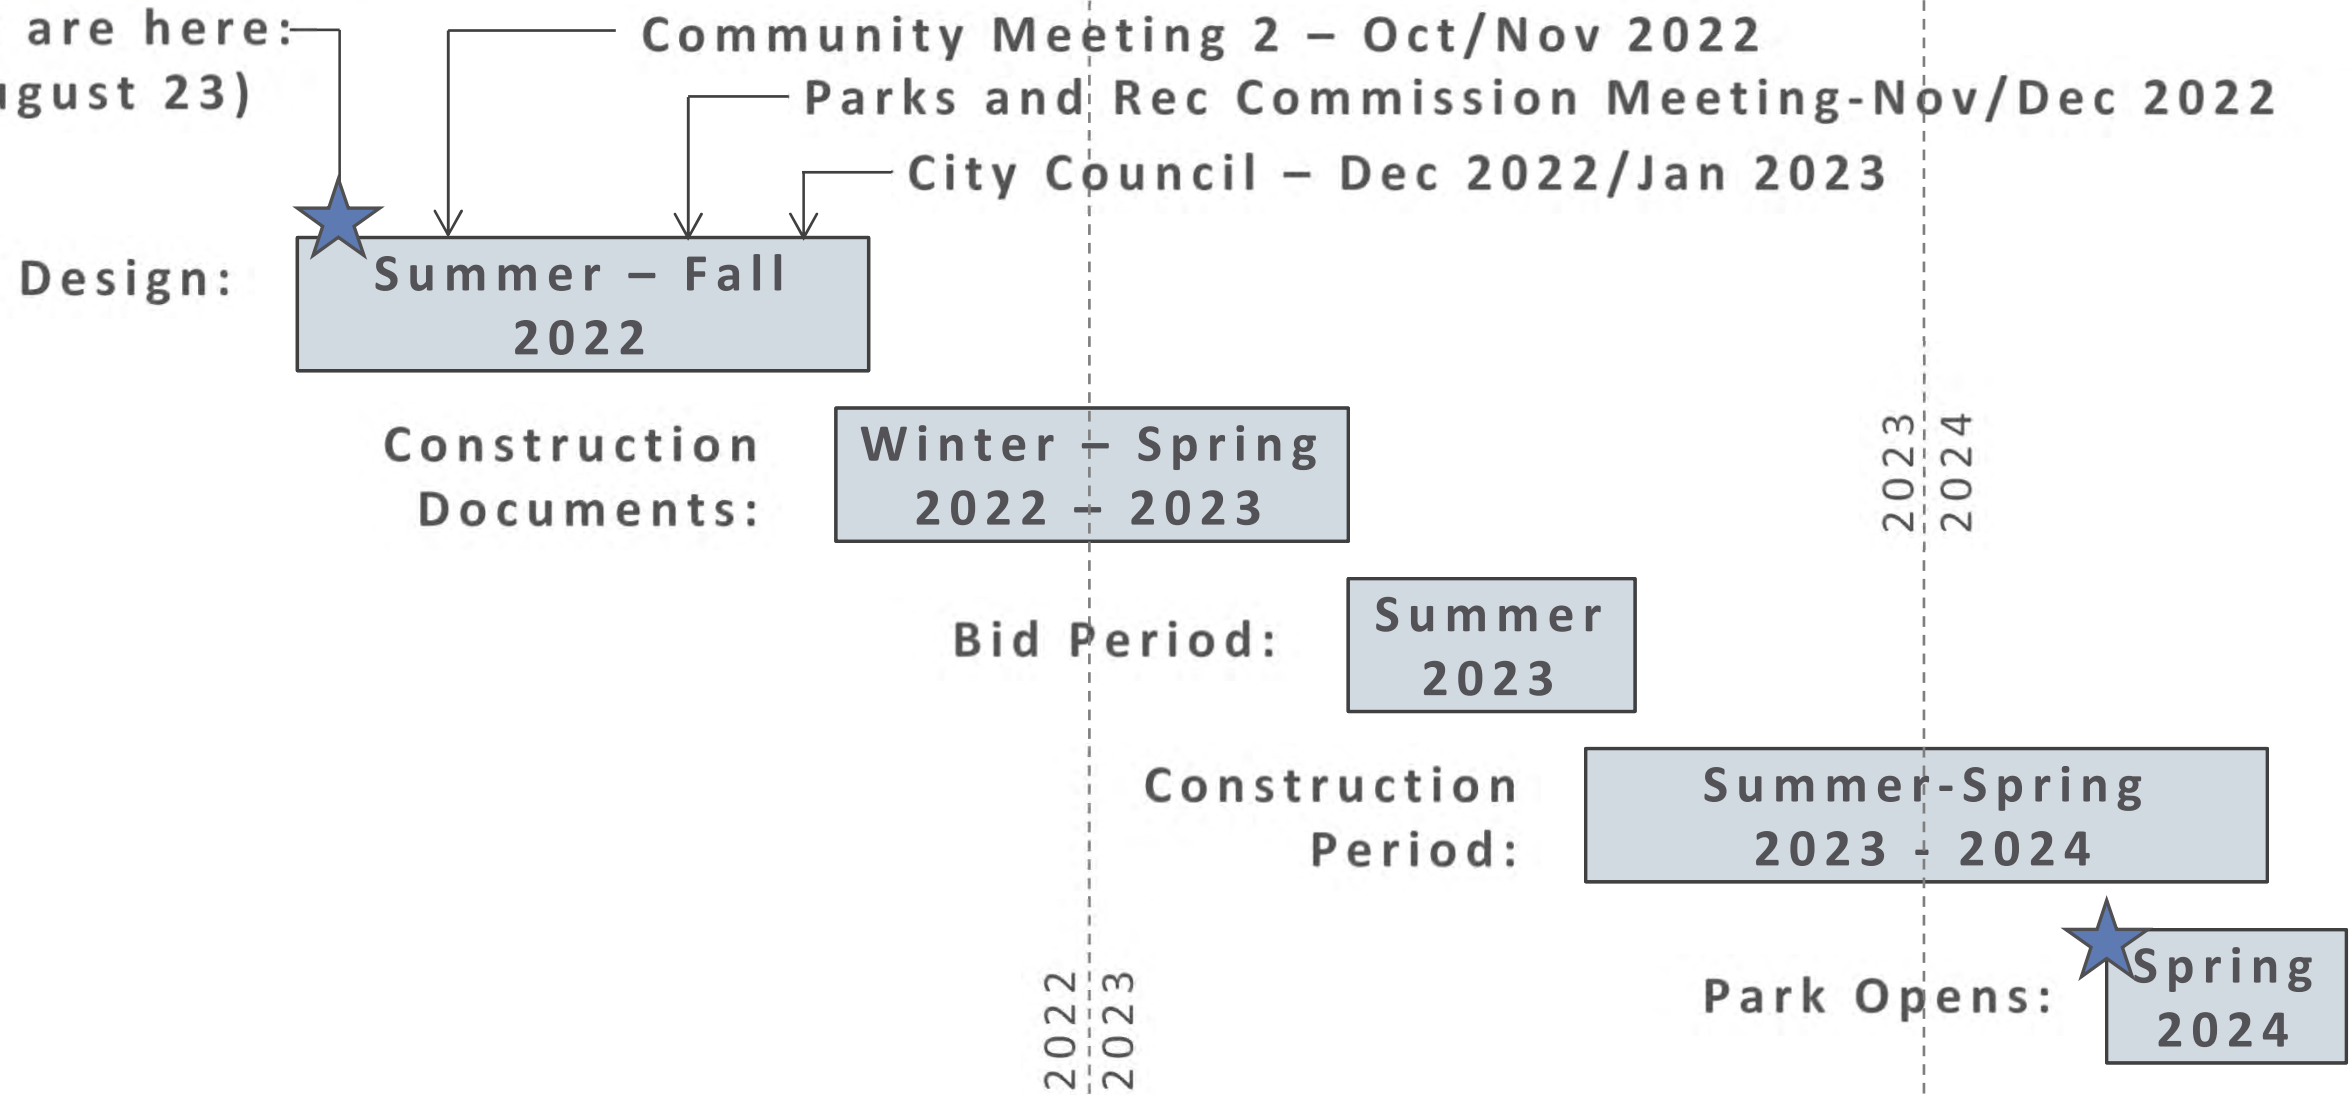 are here:
ugust 23)
Community Meeting 2 – Oct/Nov 2022
Parks and Rec Commission Meeting-Nov/Dec 2022
City Council – Dec 2022/Jan 2023
Design:
Summer – Fall
2022
Construction
Documents:
Winter – Spring
2022 – 2023
2023
2024
Bid Period:
Summer
2023
Construction
Period:
Summer-Spring
2023 - 2024
2022
2023
Park Opens:
Spring
2024